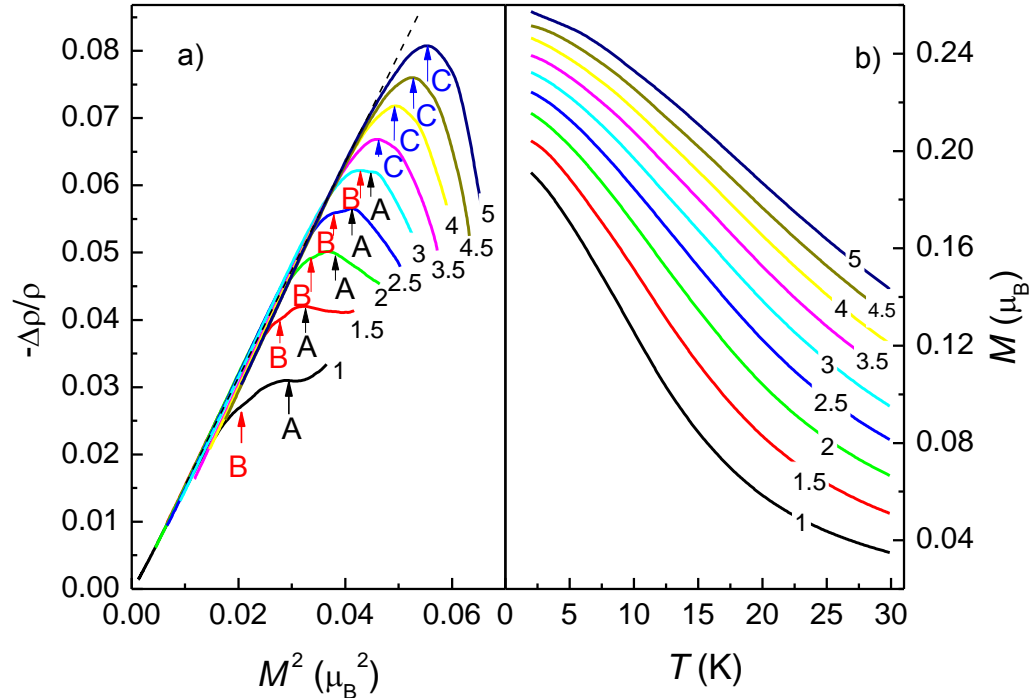 a)
-Δρ/ρ
0.08
0.07
0.06
0.05
0.04
0.03
0.02
0.01
0.00
0.00 0.02 0.04 0.06
M² (μB²)
C
C
C
C
B A
B A
B A
B A
B A
1
1.5
2
2.5
3
3.5
4
4.5
5
b)
M (μB)
0.24
0.20
0.16
0.12
0.08
0.04
5
4.5
4
3.5
3
2.5
2
1.5
1
0 5 10 15 20 25 30
T (K)